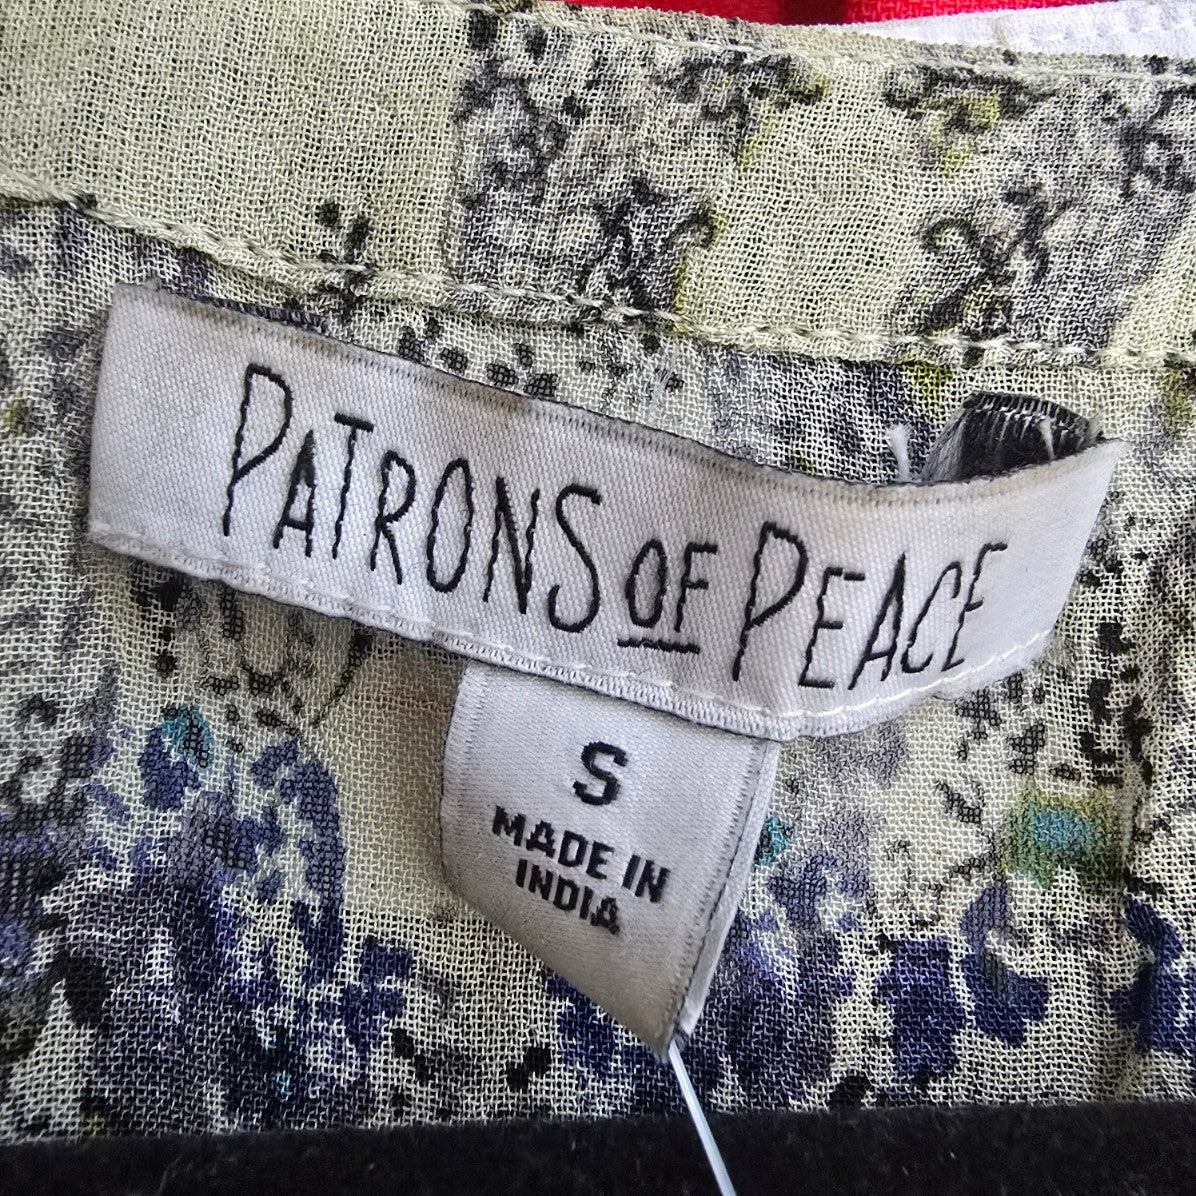 PATRONS OF PEACE
S
MADE IN
INDIA